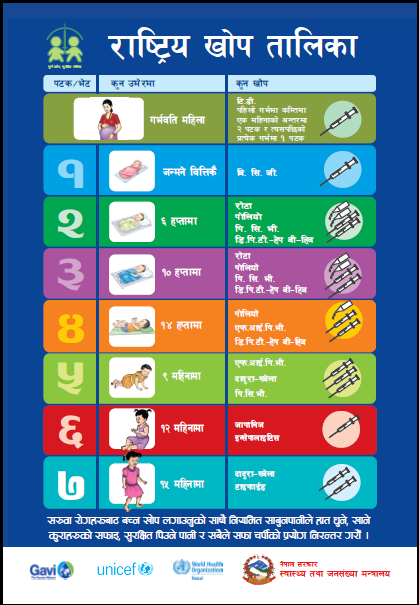 राष्ट्रिय खोप तालिका
पटक/भेट
कुन उमेरमा
कुन खोप
गर्भवति महिला
टि.डी.
पहिलो गर्भमा कम्तिमा
एक महिनाको अन्तरमा
२ पटक र त्यसपछिको
प्रत्येक गर्भमा १ पटक
१
जन्मने वित्तिकै
बि. सि. जी.
२
६ हप्तामा
रोटा
पोलियो
पि. सि. भी.
डि.पि.टी.-हेप बी-हिब
३
१० हप्तामा
रोटा
पोलियो
पि. सि. भी.
डि.पि.टी.-हेप बी-हिब
४
१४ हप्तामा
पोलियो
एफ.आई.पि.भी.
डि.पि.टी.-हेप बी-हिब
५
९ महिनामा
एफ.आई.पि.भी.
दादुरा-रुबेला
पि.सि.भी.
६
१२ महिनामा
जापानिज
इन्सेफलाइटिस
७
१५ महिनामा
दादुरा-रुबेला
टाइफाईड
सरुवा रोगहरुबाट बच्न खोप लगाउनुको साथै नियमित साबुनपानीले हात धुने, खाने
कुराहरुको सफाइ, सुरक्षित पिउने पानी र सबैले सफा चर्पीको प्रयोग निरन्तर गरौं ।
Gavi
unicef
World Health
Organization
Nepal
नेपाल सरकार
स्वास्थ्य तथा जनसंख्या मन्त्रालय